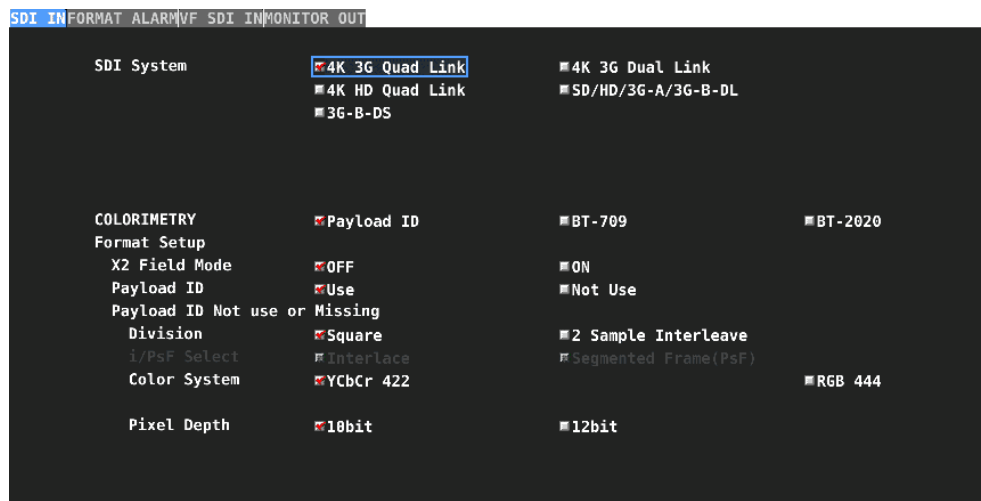 SDI IN FORMAT ALARM VF SDI IN MONITOR OUT
SDI System 4K 3G Quad Link 4K 3G Dual Link
4K HD Quad Link SD/HD/3G-A/3G-B-DL
3G-B-DS
COLORIMETRY Payload ID BT-709 BT-2020
Format Setup
X2 Field Mode OFF ON
Payload ID Use Not Use
Payload ID Not use or Missing
Division Square 2 Sample Interleave
i/PsF Select Interlace Segmented Frame(PsF)
Color System YCbCr 422 RGB 444
Pixel Depth 10bit 12bit